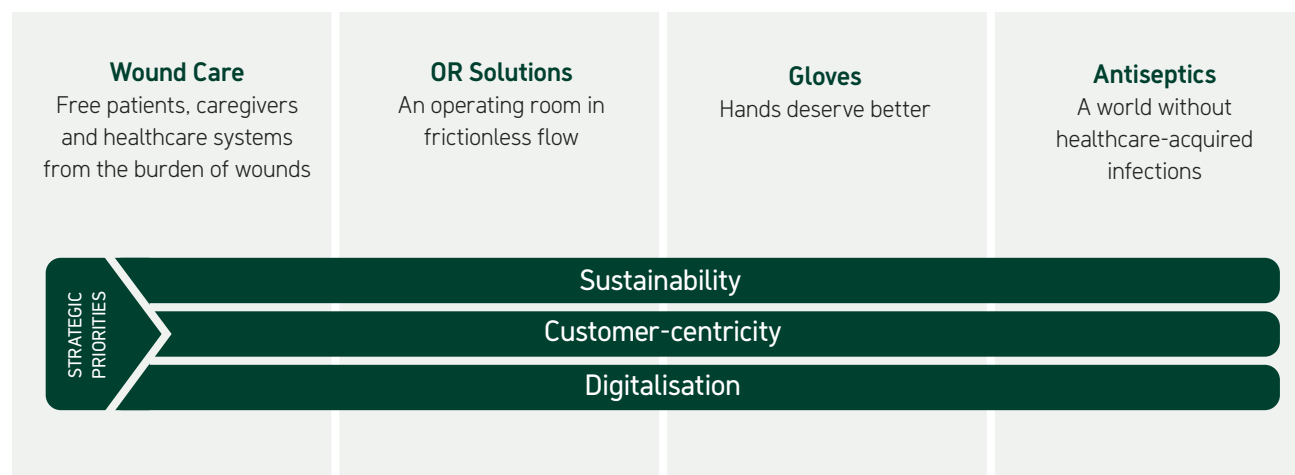 Wound Care
Free patients, caregivers
and healthcare systems
from the burden of wounds
OR Solutions
An operating room in
frictionless flow
Gloves
Hands deserve better
Antiseptics
A world without
healthcare-acquired
infections
STRATEGIC
PRIORITIES
Sustainability
Customer-centricity
Digitalisation